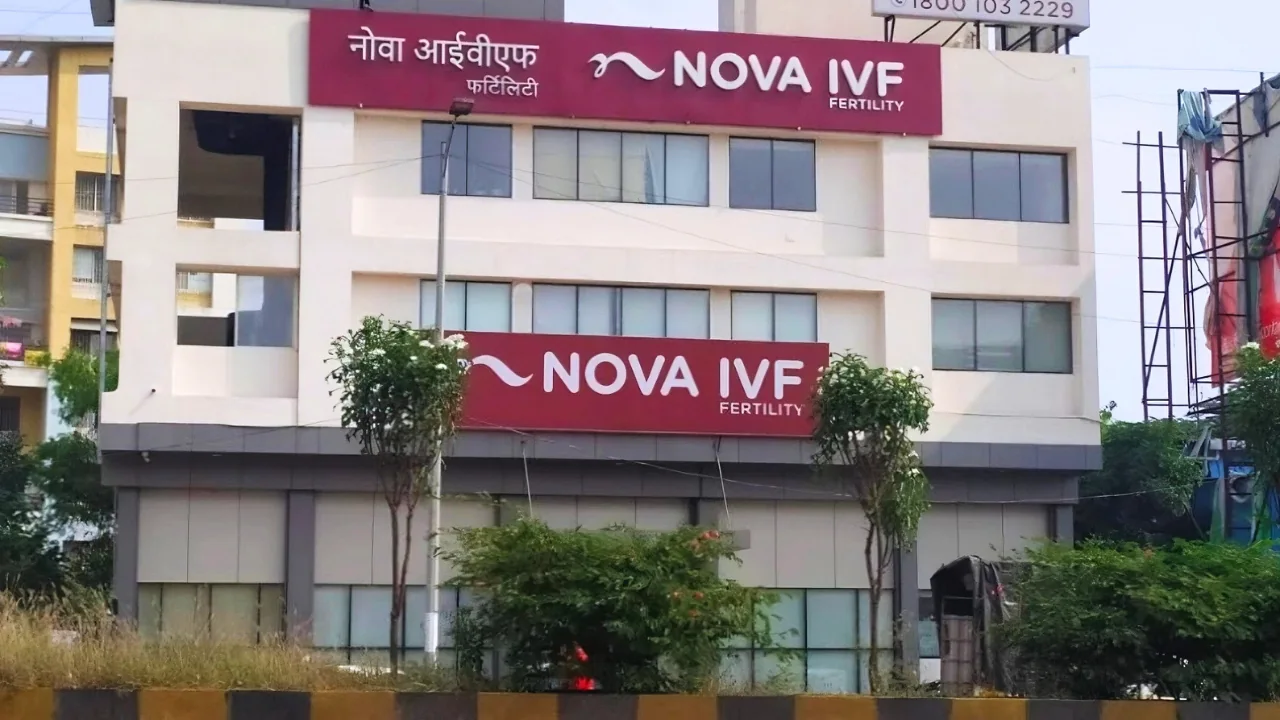 1800 103 2229
नोवा आईवीएफ
फर्टिलिटी
NOVA IVF
FERTILITY
NOVA IVF
FERTILITY